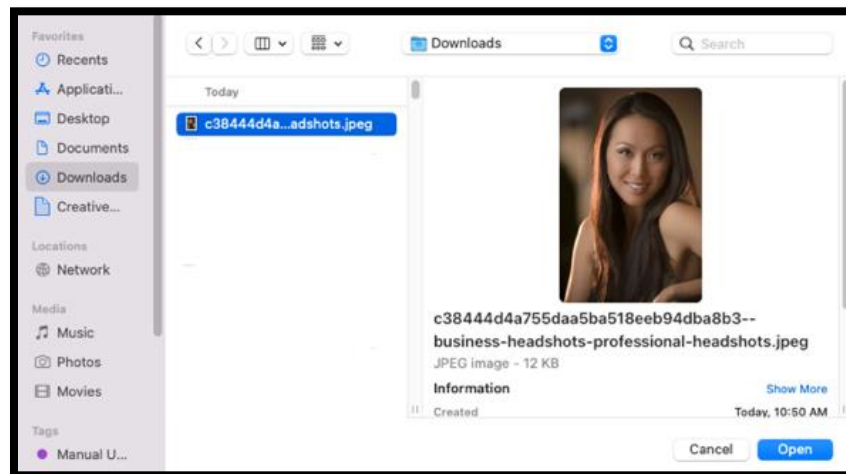 Favorites
Recents
Applicati...
Desktop
Documents
Downloads
Creative...
Locations
Network
Media
Music
Photos
Movies
Tags
Manual U...
Downloads
Search
Today
c38444d4a...adshots.jpeg
c38444d4a755daa5ba518eeb94dba8b3--
business-headshots-professional-headshots.jpeg
JPEG image - 12 KB
Information Show More
Created Today, 10:50 AM
Cancel Open